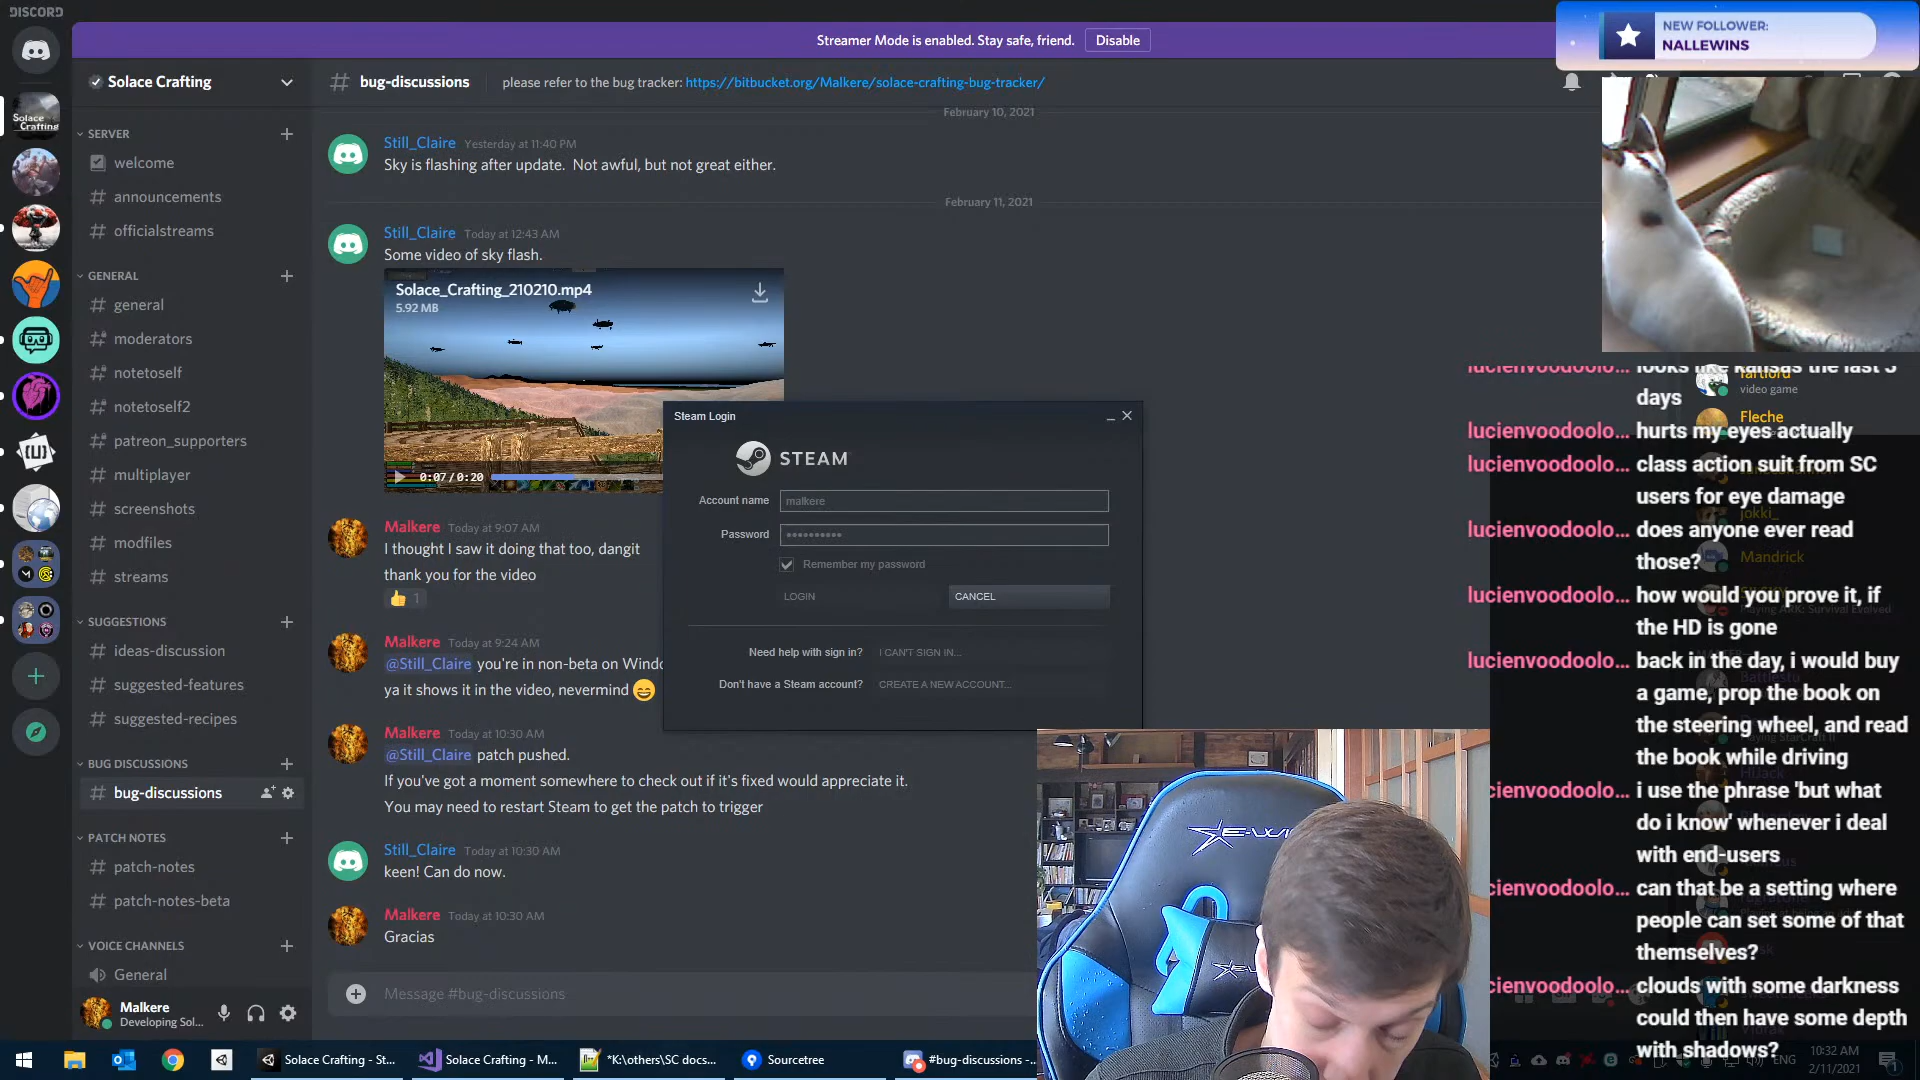 DISCORD
Streamer Mode is enabled. Stay safe, friend.
Disable
NEW FOLLOWER:
NALLEWINS
Solace Crafting
bug-discussions
please refer to the bug tracker: https://bitbucket.org/Malkere/solace-crafting-bug-tracker/
Solace
Crafting
SERVER
welcome
announcements
officialstreams
GENERAL
general
moderators
notetoself
notetoself2
patreon_supporters
multiplayer
screenshots
modfiles
streams
SUGGESTIONS
ideas-discussion
suggested-features
suggested-recipes
BUG DISCUSSIONS
bug-discussions
PATCH NOTES
patch-notes
patch-notes-beta
VOICE CHANNELS
General
Malkere
Developing Sol...
February 10, 2021
Still_Claire Yesterday at 11:40 PM
Sky is flashing after update. Not awful, but not great either.
February 11, 2021
Still_Claire Today at 12:43 AM
Some video of sky flash.
Solace_Crafting_210210.mp4
5.92 MB
0:07/0:20
Malkere Today at 9:07 AM
I thought I saw it doing that too, dangit
thank you for the video
1
Malkere Today at 9:24 AM
@Still_Claire you're in non-beta on Windo
ya it shows it in the video, nevermind
Malkere Today at 10:30 AM
@Still_Claire patch pushed.
If you've got a moment somewhere to check out if it's fixed would appreciate it.
You may need to restart Steam to get the patch to trigger
Still_Claire Today at 10:30 AM
keen! Can do now.
Malkere Today at 10:30 AM
Gracias
Message #bug-discussions
Steam Login
STEAM
Account name
malkere
Password
Remember my password
LOGIN
CANCEL
Need help with sign in?
I CAN'T SIGN IN...
Don't have a Steam account?
CREATE A NEW ACCOUNT...
lucienvoodoolo... looks like kansas the last 3
days
lucienvoodoolo... hurts my eyes actually
lucienvoodoolo... class action suit from SC
users for eye damage
lucienvoodoolo... does anyone ever read
those?
lucienvoodoolo... how would you prove it, if
the HD is gone
lucienvoodoolo... back in the day, i would buy
a game, prop the book on
the steering wheel, and read
the book while driving
cienvoodoolo... i use the phrase 'but what
do i know' whenever i deal
with end-users
cienvoodoolo... can that be a setting where
people can set some of that
themselves?
cienvoodoolo... clouds with some darkness
could then have some depth
with shadows?
video game
Fleche
jokki_
Mandrick
Playing ARK: Survival Evolved
Solace Crafting - St...
Solace Crafting - M...
*K:\others\SC docs...
Sourcetree
#bug-discussions -...
ENG
10:32 AM
2/11/2021